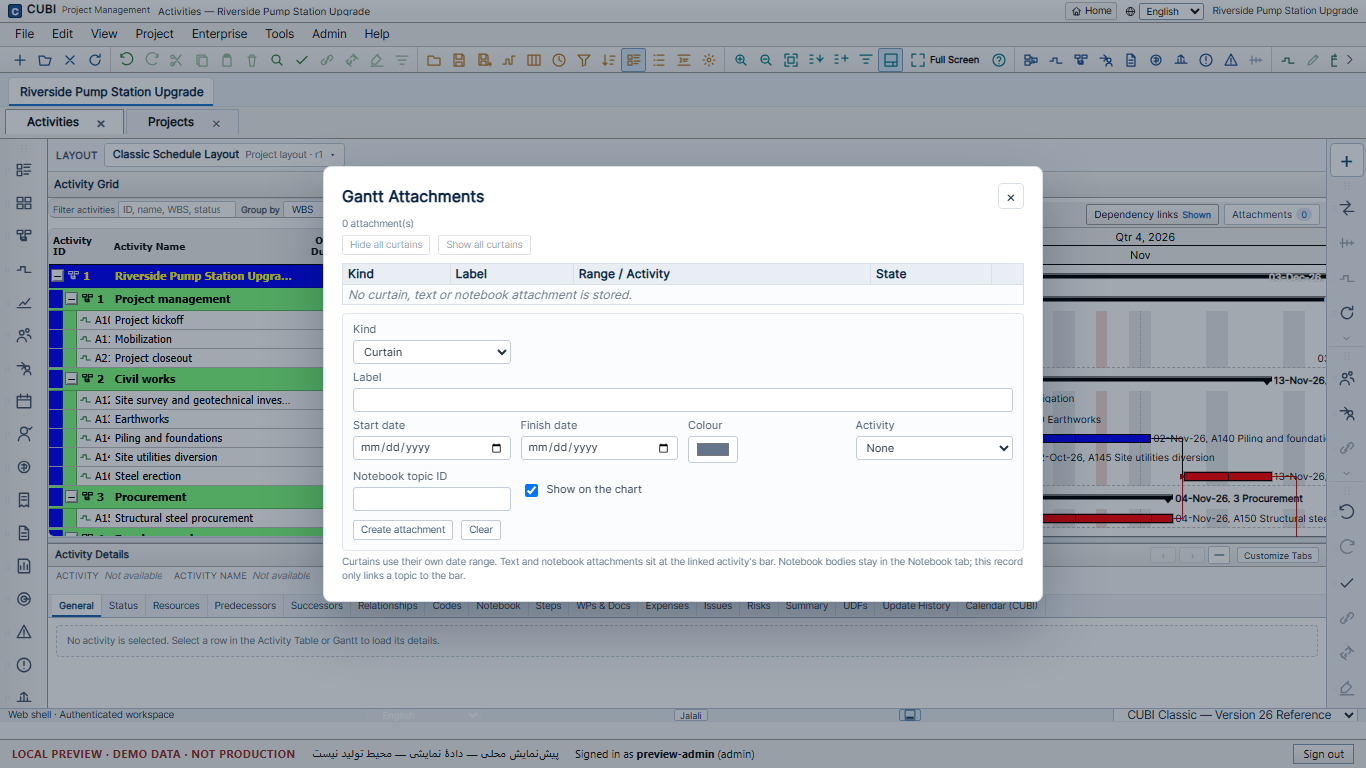 CUBI Project Management Activities — Riverside Pump Station Upgrade Home English Riverside Pump Station Upgrade
File Edit View Project Enterprise Tools Admin Help
Full Screen
Riverside Pump Station Upgrade
Activities × Projects ×
LAYOUT Classic Schedule Layout Project layout · r1
Activity Grid
Filter activities ID, name, WBS, status Group by WBS
Dependency links Shown Attachments 0
Activity ID Activity Name
Qtr 4, 2026
Nov
1 Riverside Pump Station Upgra... 03-Dec-26
1 Project management
Project kickoff
Mobilization
Project closeout
2 Civil works 13-Nov-26,
Site survey and geotechnical inves... igation
Earthworks Earthworks
Piling and foundations 02-Nov-26, A140 Piling and foundati
Site utilities diversion -Oct-26, A145 Site utilities diversion
Steel erection 13-Nov-26
3 Procurement 04-Nov-26, 3 Procurement
Structural steel procurement 04-Nov-26, A150 Structural stee
Gantt Attachments ×
0 attachment(s)
Hide all curtains Show all curtains
Kind Label Range / Activity State
No curtain, text or notebook attachment is stored.
Kind
Curtain
Label
Start date Finish date Colour Activity
mm/dd/yyyy mm/dd/yyyy None
Notebook topic ID
Show on the chart
Create attachment Clear
Curtains use their own date range. Text and notebook attachments sit at the linked activity's bar. Notebook bodies stay in the Notebook tab; this record
only links a topic to the bar.
Activity Details Customize Tabs
ACTIVITY Not available ACTIVITY NAME Not available
General Status Resources Predecessors Successors Relationships Codes Notebook Steps WPs & Docs Expenses Issues Risks Summary UDFs Update History Calendar (CUBI)
No activity is selected. Select a row in the Activity Table or Gantt to load its details.
Web shell · Authenticated workspace English Jalali CUBI Classic — Version 26 Reference
LOCAL PREVIEW · DEMO DATA · NOT PRODUCTION پیش‌نمایش محلی — دادهٔ نمایشی — محیط تولید نیست Signed in as preview-admin (admin) Sign out